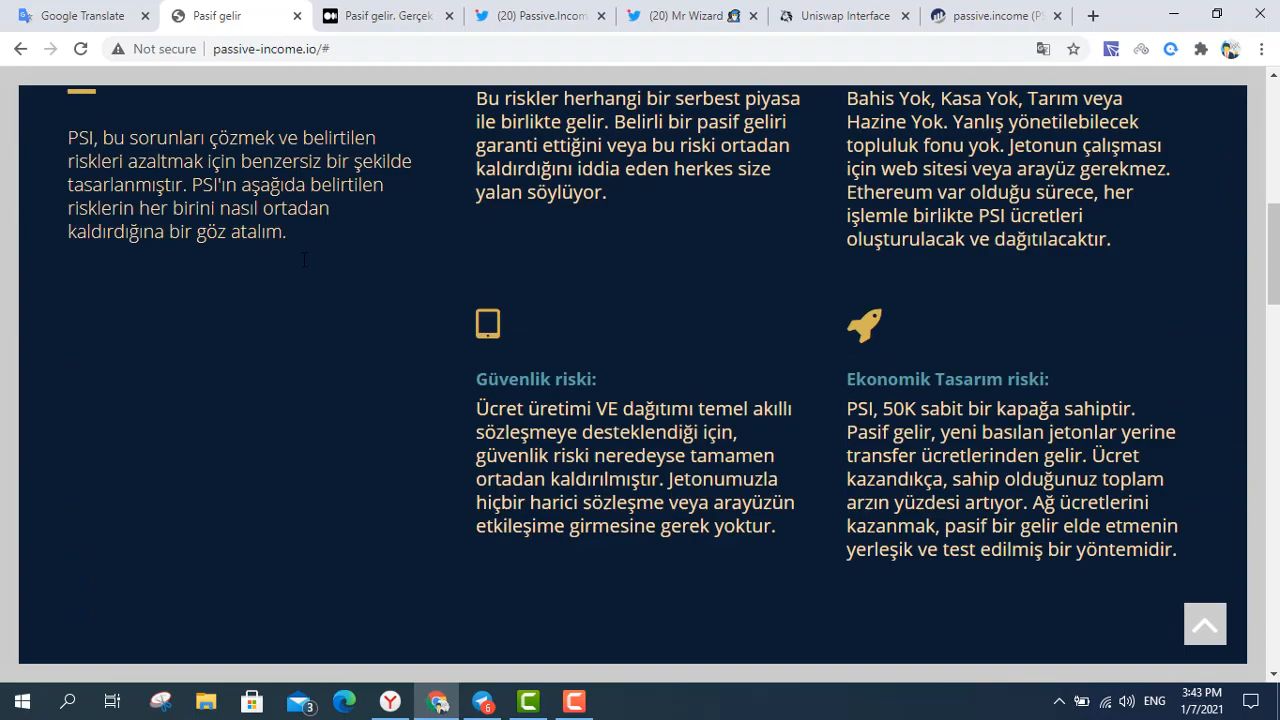 Google Translate
Pasif gelir
Pasif gelir. Gerçek
(20) Passive.Incom
(20) Mr Wizard
Uniswap Interface
passive.income (PS
Not secure
passive-income.io/#
PSI, bu sorunları çözmek ve belirtilen
riskleri azaltmak için benzersiz bir şekilde
tasarlanmıştır. PSI'ın aşağıda belirtilen
risklerin her birini nasıl ortadan
kaldırdığına bir göz atalım.
Bu riskler herhangi bir serbest piyasa
ile birlikte gelir. Belirli bir pasif geliri
garanti ettiğini veya bu riski ortadan
kaldırdığını iddia eden herkes size
yalan söylüyor.
Bahis Yok, Kasa Yok, Tarım veya
Hazine Yok. Yanlış yönetilebilecek
topluluk fonu yok. Jetonun çalışması
için web sitesi veya arayüz gerekmez.
Ethereum var olduğu sürece, her
işlemle birlikte PSI ücretleri
oluşturulacak ve dağıtılacaktır.
Güvenlik riski:
Ücret üretimi VE dağıtımı temel akıllı
sözleşmeye desteklendiği için,
güvenlik riski neredeyse tamamen
ortadan kaldırılmıştır. Jetonumuzla
hiçbir harici sözleşme veya arayüzün
etkileşime girmesine gerek yoktur.
Ekonomik Tasarım riski:
PSI, 50K sabit bir kapağa sahiptir.
Pasif gelir, yeni basılan jetonlar yerine
transfer ücretlerinden gelir. Ücret
kazandıkça, sahip olduğunuz toplam
arzın yüzdesi artıyor. Ağ ücretlerini
kazanmak, pasif bir gelir elde etmenin
yerleşik ve test edilmiş bir yöntemidir.
3
6
ENG
3:43 PM
1/7/2021